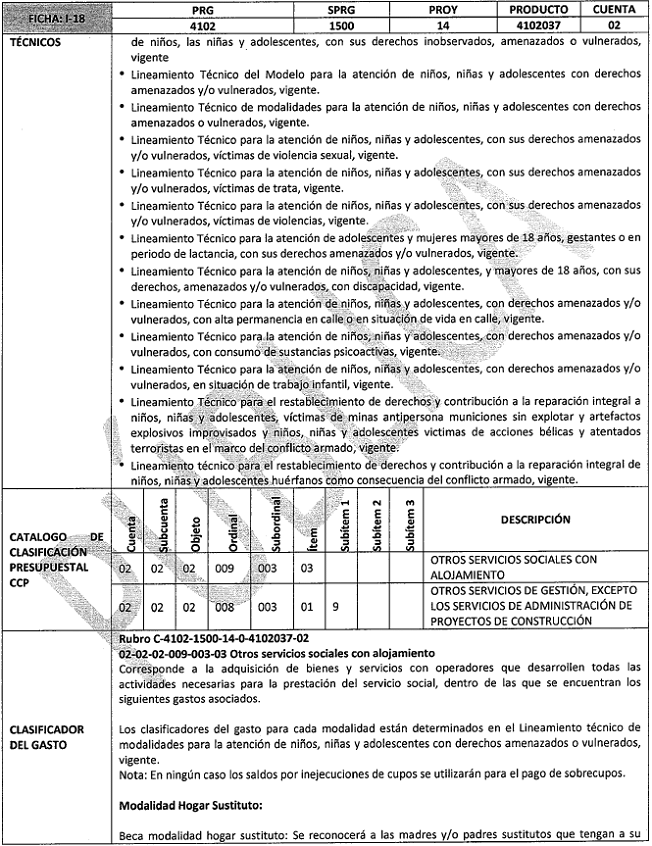 FICHA: I-18 PRG SPRG PROY PRODUCTO CUENTA
4102 1500 14 4102037 02
TÉCNICOS
de niños, las niñas y adolescentes, con sus derechos inobservados, amenazados o vulnerados,
vigente
• Lineamiento Técnico del Modelo para la atención de niños, niñas y adolescentes con derechos
amenazados y/o vulnerados, vigente.
• Lineamiento Técnico de modalidades para la atención de niños, niñas y adolescentes con derechos
amenazados o vulnerados, vigente.
• Lineamiento Técnico para la atención de niños, niñas y adolescentes, con sus derechos amenazados
y/o vulnerados, víctimas de violencia sexual, vigente.
• Lineamiento Técnico para la atención de niños, niñas y adolescentes, con sus derechos amenazados
y/o vulnerados, víctimas de trata, vigente.
• Lineamiento Técnico para la atención de niños, niñas y adolescentes, con sus derechos amenazados
y/o vulnerados, víctimas de violencias, vigente.
• Lineamiento Técnico para la atención de adolescentes y mujeres mayores de 18 años, gestantes o en
periodo de lactancia, con sus derechos amenazados y/o vulnerados, vigente.
• Lineamiento Técnico para la atención de niños, niñas y adolescentes, y mayores de 18 años, con sus
derechos, amenazados y/o vulnerados, con discapacidad, vigente.
• Lineamiento Técnico para la atención de niños, niñas y adolescentes, con derechos amenazados y/o
vulnerados, con alta permanencia en calle o en situación de vida en calle, vigente.
• Lineamiento Técnico para la atención de niños, niñas y adolescentes, con derechos amenazados y/o
vulnerados, con consumo de sustancias psicoactivas, vigente.
• Lineamiento Técnico para la atención de niños, niñas y adolescentes, con derechos amenazados y/o
vulnerados, en situación de trabajo infantil, vigente.
• Lineamiento Técnico para el restablecimiento de derechos y contribución a la reparación integral a
niños, niñas y adolescentes, víctimas de minas antipersona municiones sin explotar y artefactos
explosivos improvisados y niños, niñas y adolescentes victimas de acciones bélicas y atentados
terroristas en el marco del conflicto armado, vigente.
• Lineamiento técnico para el restablecimiento de derechos y contribución a la reparación integral de
niños, niñas y adolescentes huérfanos como consecuencia del conflicto armado, vigente.
CATALOGO DE
CLASIFICACIÓN
PRESUPUESTAL
CCP
Cuenta Subcuenta Objeto Ordinal Subordinal Ítem Subítem 1 Subítem 2 Subítem 3 DESCRIPCIÓN
02 02 02 009 003 03 OTROS SERVICIOS SOCIALES CON
ALOJAMIENTO
02 02 02 008 003 01 9 OTROS SERVICIOS DE GESTIÓN, EXCEPTO
LOS SERVICIOS DE ADMINISTRACIÓN DE
PROYECTOS DE CONSTRUCCIÓN
CLASIFICADOR
DEL GASTO
Rubro C-4102-1500-14-0-4102037-02
02-02-02-009-003-03 Otros servicios sociales con alojamiento
Corresponde a la adquisición de bienes y servicios con operadores que desarrollen todas las
actividades necesarias para la prestación del servicio social, dentro de las que se encuentran los
siguientes gastos asociados.
Los clasificadores del gasto para cada modalidad están determinados en el Lineamiento técnico de
modalidades para la atención de niños, niñas y adolescentes con derechos amenazados o vulnerados,
vigente.
Nota: En ningún caso los saldos por inejecuciones de cupos se utilizarán para el pago de sobrecupos.
Modalidad Hogar Sustituto:
Beca modalidad hogar sustituto: Se reconocerá a las madres y/o padres sustitutos que tengan a su
PÚBLICA